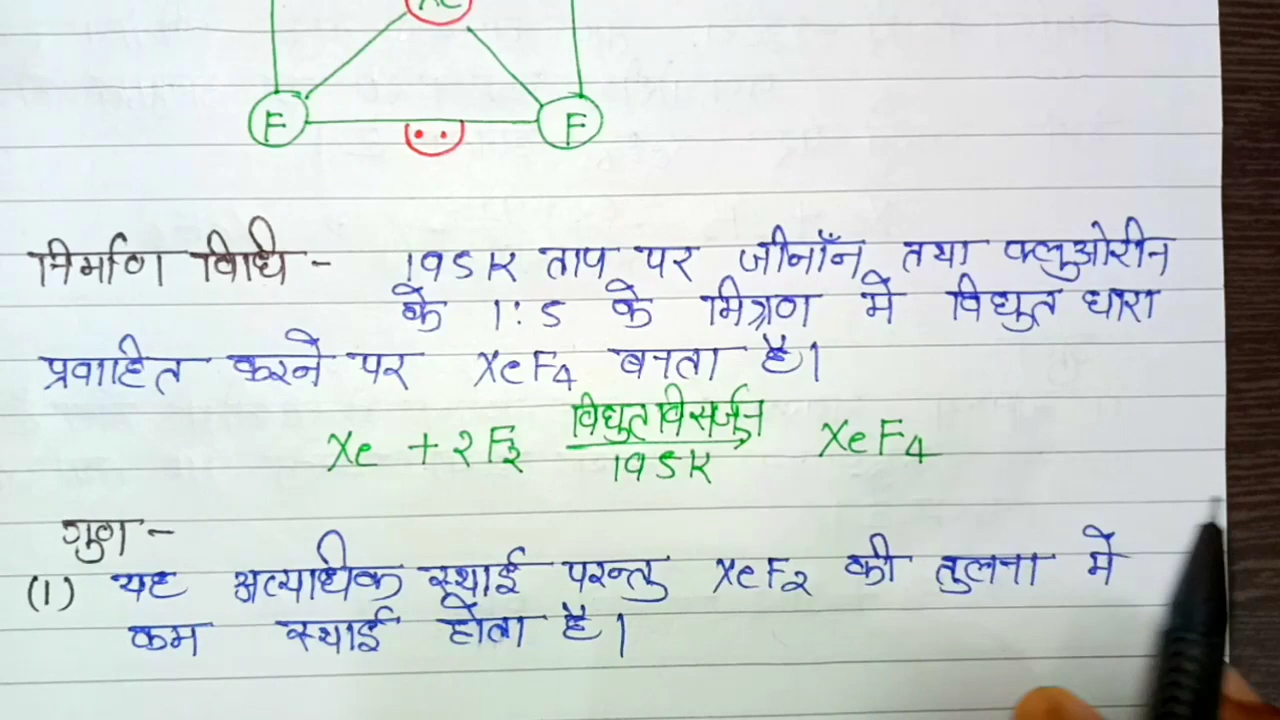 Xe
F F
निर्माण विधि - 195K ताप पर जीनॉन तथा फ्लुओरीन
के 1:5 के मिश्रण मे विधुत धारा
प्रवाहित करने पर XeF4 बनता है।
विधुत विसर्जन
Xe + 2F2 XeF4
195K
गुण -
(1) यह अत्याधिक स्थाई परन्तु XeF2 की तुलना मे
कम स्थाई होता है।